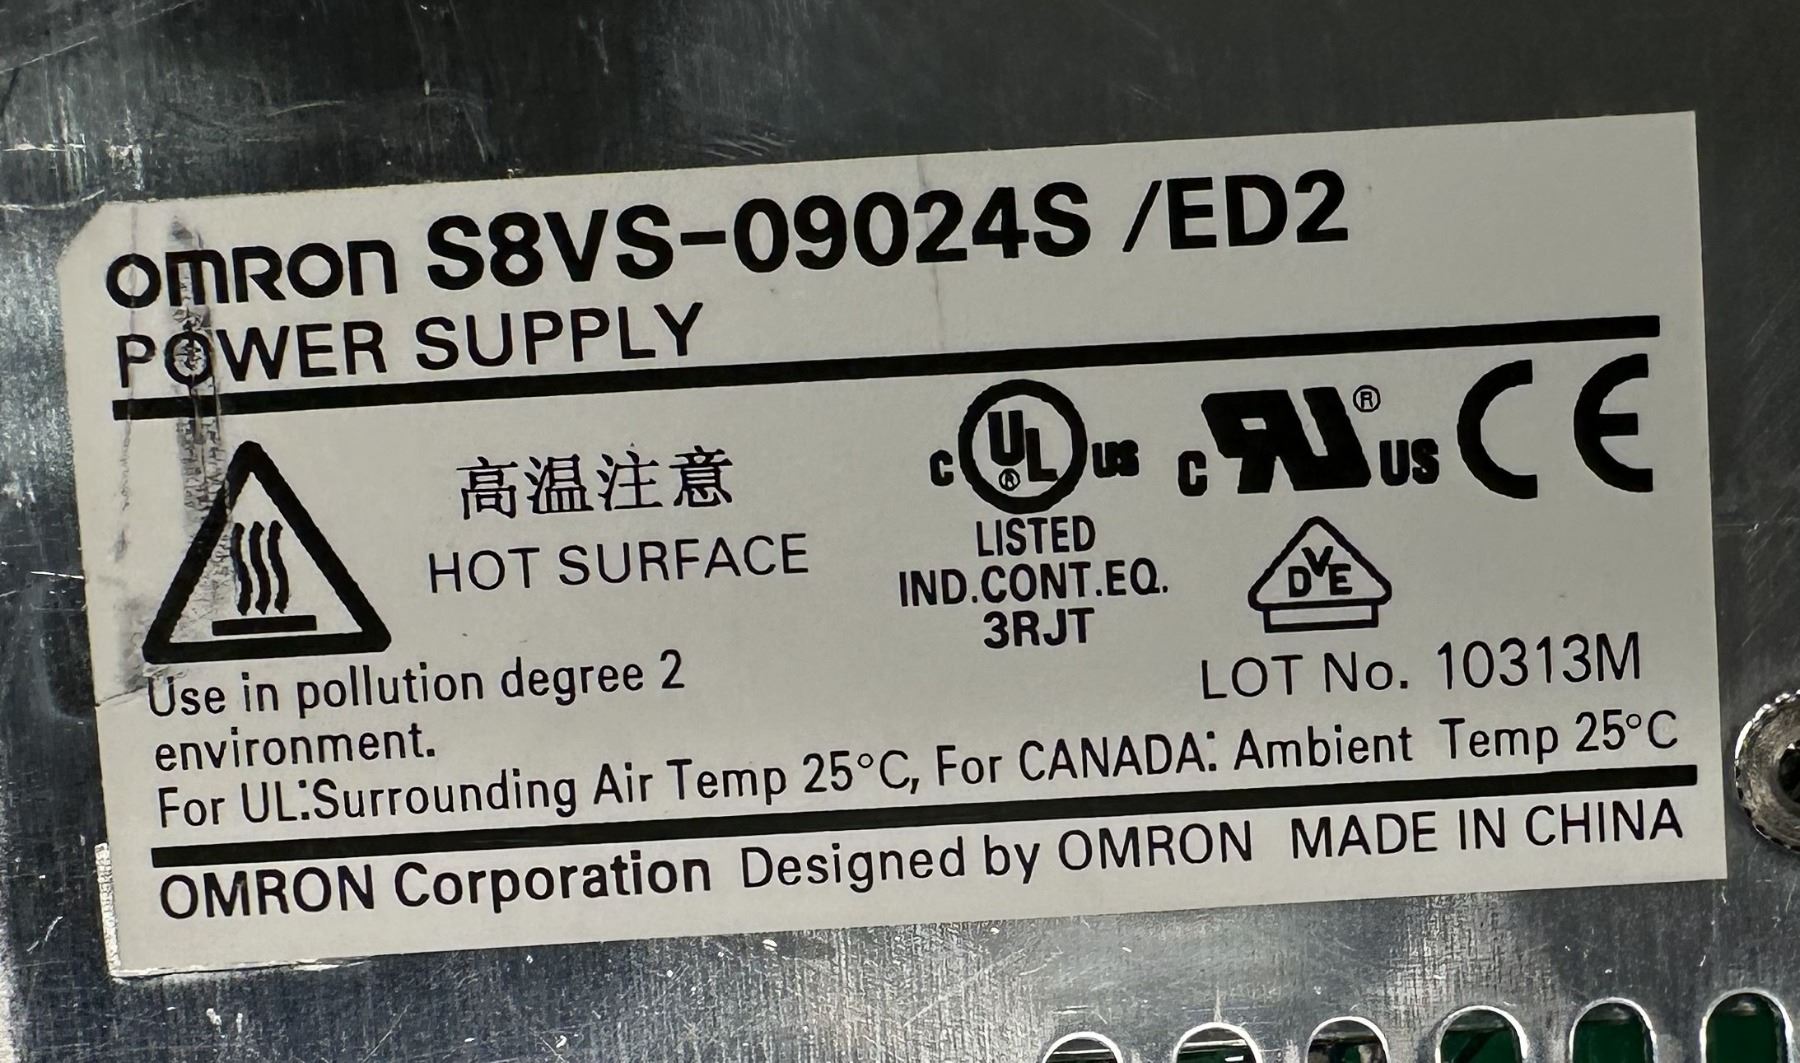 OMRON S8VS-09024S /ED2
POWER SUPPLY
高温注意
HOT SURFACE
C UL® US
LISTED
IND.CONT.EQ.
3RJT
C RU® US
CE
DVE
Use in pollution degree 2
environment.
LOT No. 10313M
For UL:Surrounding Air Temp 25°C, For CANADA: Ambient Temp 25°C
OMRON Corporation Designed by OMRON MADE IN CHINA